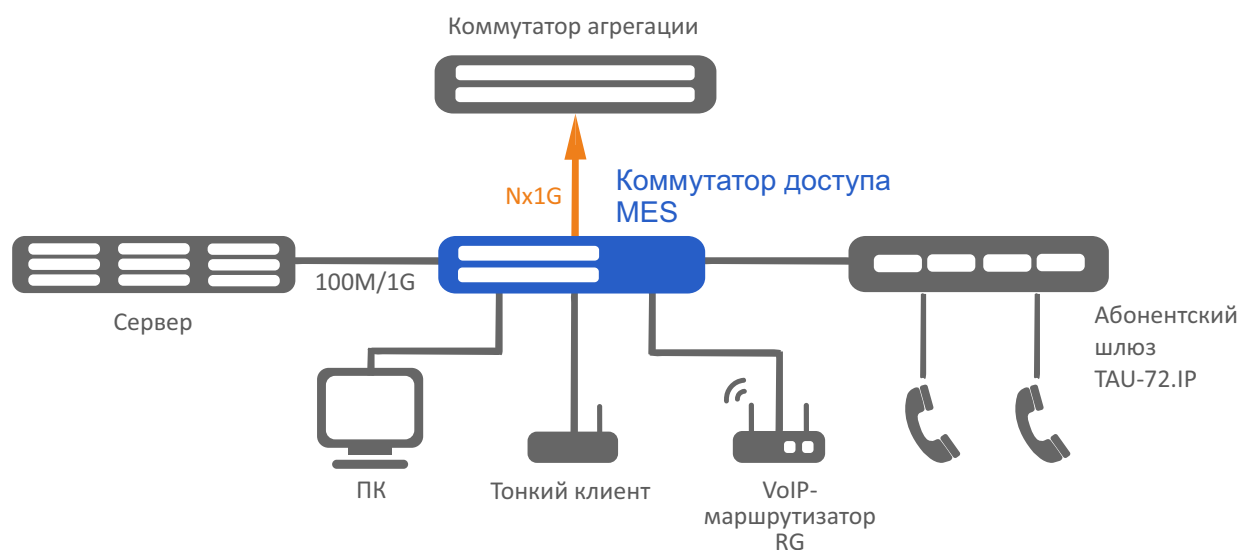 Коммутатор агрегации
Nx1G
Коммутатор доступа
MES
100M/1G
Сервер
Абонентский
шлюз
TAU-72.IP
ПК
Тонкий клиент
VoIP-
маршрутизатор
RG